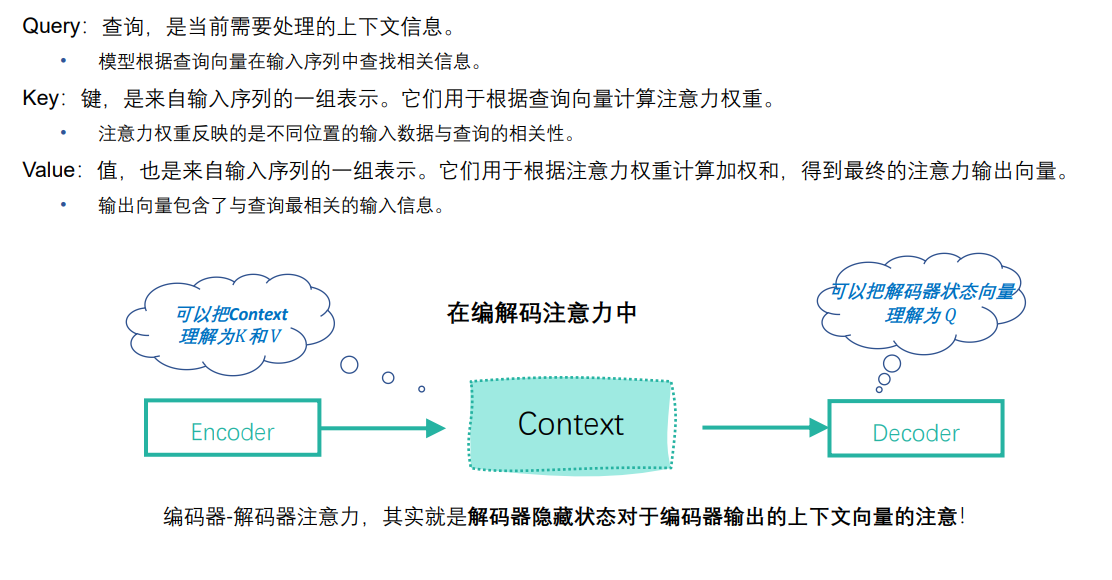 Query：查询，是当前需要处理的上下文信息。
• 模型根据查询向量在输入序列中查找相关信息。
Key：键，是来自输入序列的一组表示。它们用于根据查询向量计算注意力权重。
• 注意力权重反映的是不同位置的输入数据与查询的相关性。
Value：值，也是来自输入序列的一组表示。它们用于根据注意力权重计算加权和，得到最终的注意力输出向量。
• 输出向量包含了与查询最相关的输入信息。
可以把Context
理解为K和V
在编解码注意力中
可以把解码器状态向量
理解为Q
Encoder
Context
Decoder
编码器-解码器注意力，其实就是解码器隐藏状态对于编码器输出的上下文向量的注意!